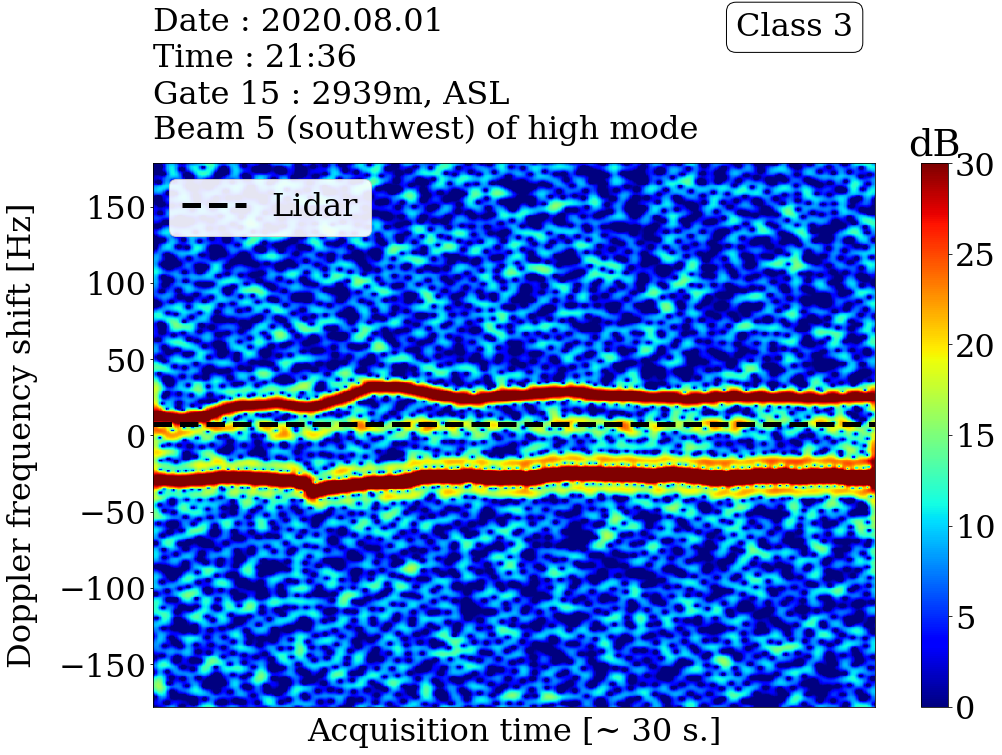 Date : 2020.08.01
Time : 21:36
Gate 15 : 2939m, ASL
Beam 5 (southwest) of high mode
Class 3
dB
Lidar
Doppler frequency shift [Hz]
150
100
50
0
−50
−100
−150
Acquisition time [~ 30 s.]
30
25
20
15
10
5
0